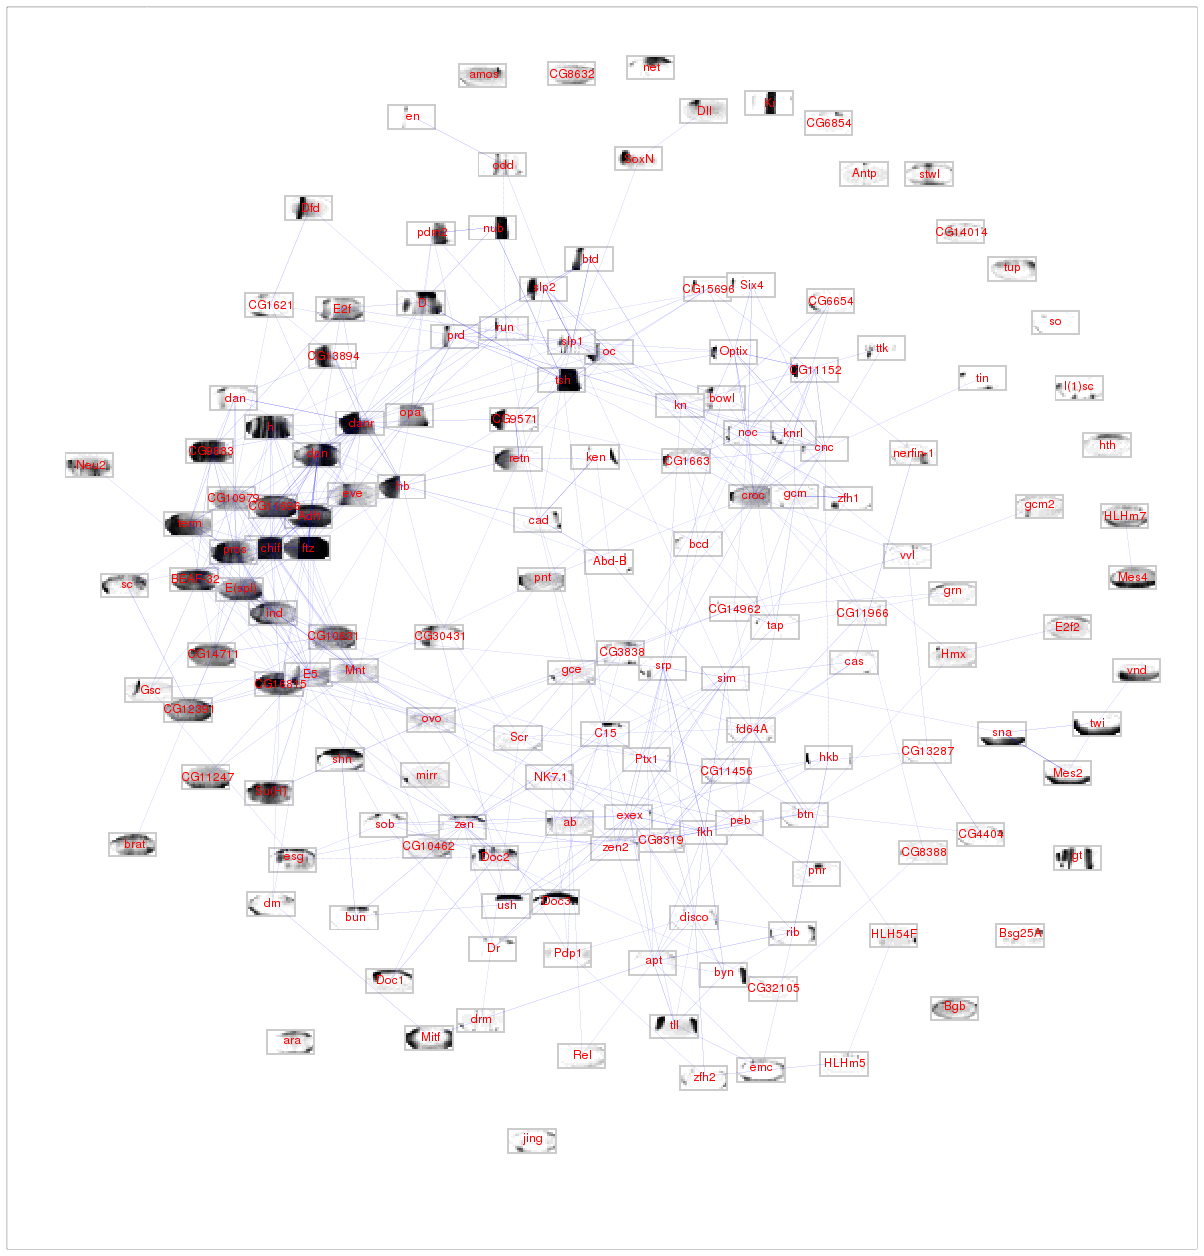 net
amos
CG8632
Dll
en
CG6854
SoxN
odd
Antp
stwl
Dfd
nub
pdm2
CG14014
btd
tup
Six4
slp2
CG15696
CG6654
CG1621
E2f
D
so
run
prd
slp1
ttk
oc
Optix
CG13894
CG11152
tsh
tin
l(1)sc
dan
bowl
kn
opa
CG9571
danr
h
noc
knrl
hth
cnc
CG9883
nerfin-1
retn
ken
CG1663
Neu2
eve
croc
gcm
zfh1
CG10979
gcm2
HLHm7
cad
bcd
chif
ftz
vvl
Abd-B
pnt
Mes4
sc
BEAF-32
grn
CG14962
CG11966
ind
tap
E2f2
CG10631
CG30431
CG3838
CG14711
Hmx
cas
srp
gce
Mnt
vnd
E5
sim
Gsc
CG12391
ovo
twi
fd64A
sna
C15
Scr
CG13287
shn
hkb
Ptx1
CG11456
Mes2
mirr
NK7.1
CG11247
btn
exex
peb
ab
sob
zen
fkh
CG4404
CG8319
brat
zen2
CG10462
CG8388
gt
esg
Doc2
pnr
dm
Doc3
ush
bun
disco
rib
HLH54F
Bsg25A
Dr
Pdp1
apt
byn
Doc1
CG32105
Bgb
drm
tll
Mitf
ara
Rel
HLHm5
emc
zfh2
jing